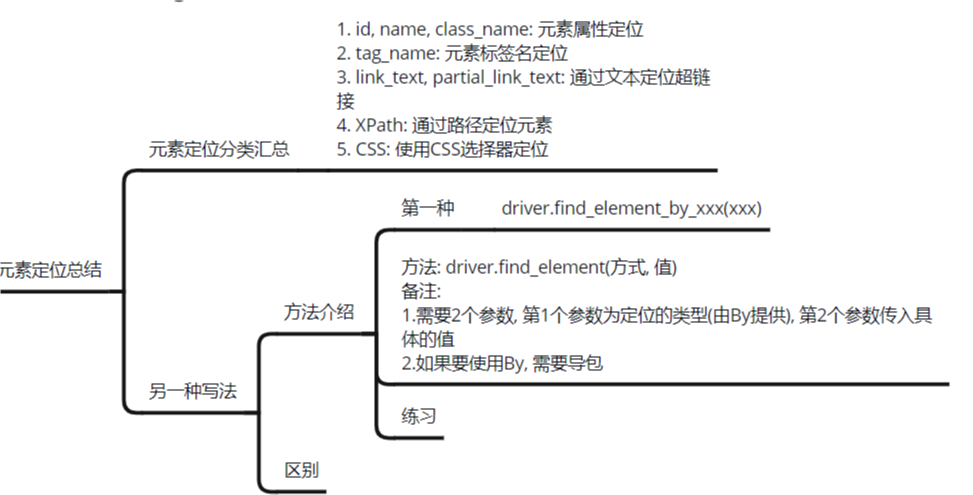 1. id, name, class_name: 元素属性定位
2. tag_name: 元素标签名定位
3. link_text, partial_link_text: 通过文本定位超链
接
4. XPath: 通过路径定位元素
5. CSS: 使用CSS选择器定位
元素定位分类汇总
第一种
driver.find_element_by_xxx(xxx)
元素定位总结
方法: driver.find_element(方式, 值)
备注:
1.需要2个参数, 第1个参数为定位的类型(由By提供), 第2个参数传入具
体的值
2.如果要使用By, 需要导包
方法介绍
另一种写法
练习
区别